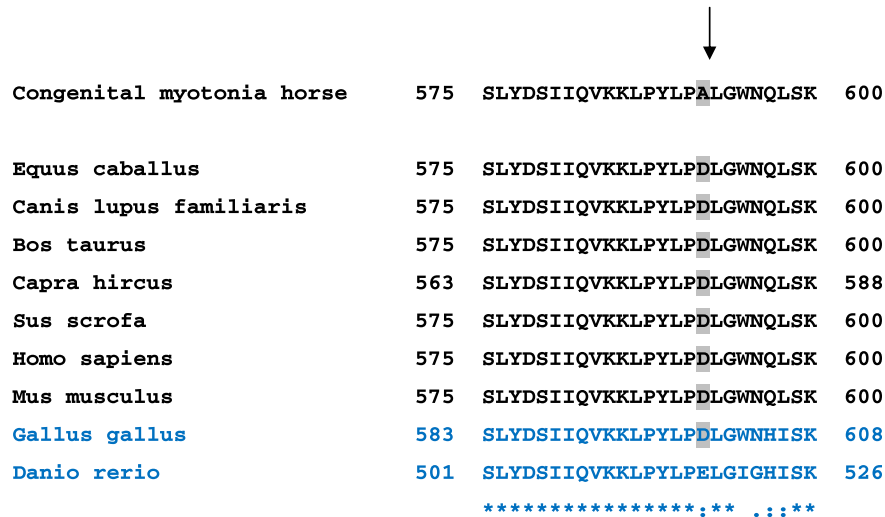 Congenital myotonia horse 575 SLYDSIIQVKKLPYLPALGWNQLSK 600
Equus caballus 575 SLYDSIIQVKKLPYLPDLGWNQLSK 600
Canis lupus familiaris 575 SLYDSIIQVKKLPYLPDLGWNQLSK 600
Bos taurus 575 SLYDSIIQVKKLPYLPDLGWNQLSK 600
Capra hircus 563 SLYDSIIQVKKLPYLPDLGWNQLSK 588
Sus scrofa 575 SLYDSIIQVKKLPYLPDLGWNQLSK 600
Homo sapiens 575 SLYDSIIQVKKLPYLPDLGWNQLSK 600
Mus musculus 575 SLYDSIIQVKKLPYLPDLGWNQLSK 600
Gallus gallus 583 SLYDSIIQVKKLPYLPDLGWNHISK 608
Danio rerio 501 SLYDSIIQVKKLPYLPELGIGHISK 526
****************:** .::**